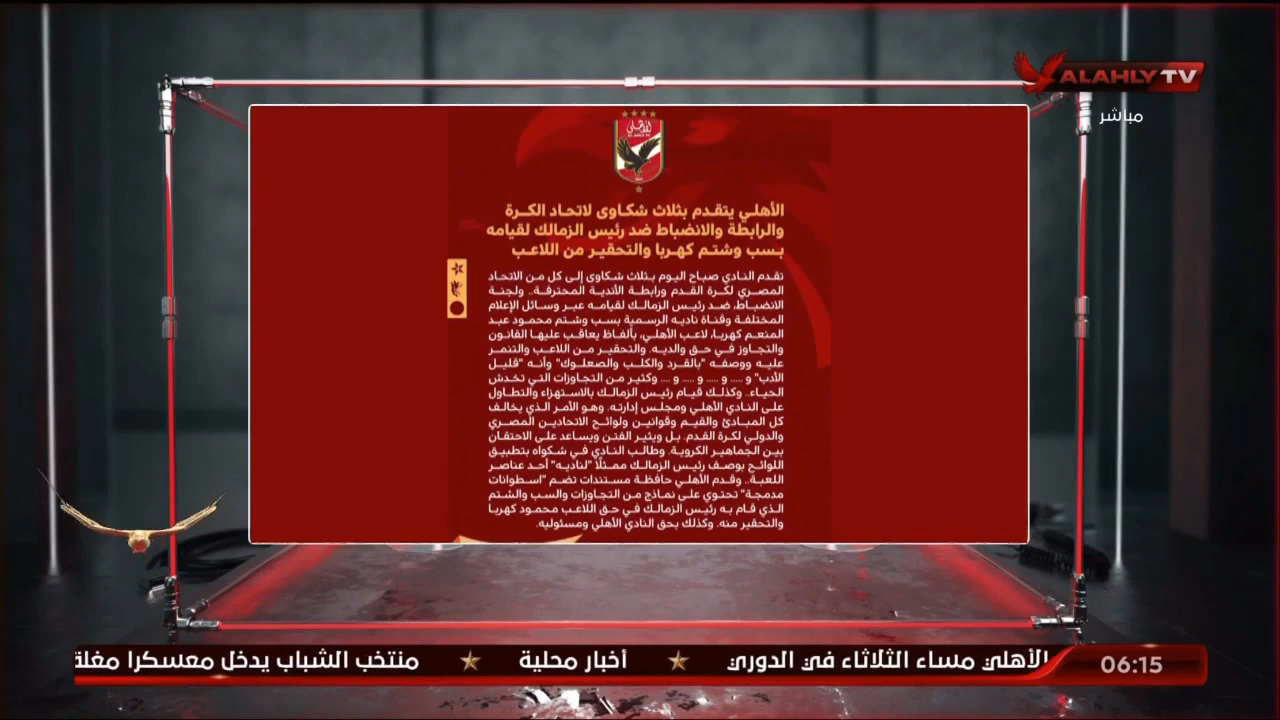 ALAHLY TV
مباشر
الأهلي يتقدم بثلاث شكاوى لاتحاد الكرة
والرابطة والانضباط ضد رئيس الزمالك لقيامه
بسب وشتم كهربا والتحقير من اللاعب
تقدم النادي صباح اليوم بثلاث شكاوى إلى كل من الاتحاد
المصري لكرة القدم ورابطة الأندية المحترفة.. ولجنة
الانضباط، ضد رئيس الزمالك لقيامه عبر وسائل الإعلام
المختلفة وقناة ناديه الرسمية بسب وشتم محمود عبد
المنعم كهربا، لاعب الأهلي، بألفاظ يعاقب عليها القانون
والتجاوز في حق والديه. والتحقير من اللاعب والتنمر
عليه ووصفه "بالقرد والكلب والصعلوك" وأنه "قليل
الأدب" و ..... و ..... و ..... و .... وكثير من التجاوزات التي تخدش
الحياء.. وكذلك قيام رئيس الزمالك بالاستهزاء والتطاول
على النادي الأهلي ومجلس إدارته. وهو الأمر الذي يخالف
كل المبادئ والقيم وقوانين ولوائح الاتحادين المصري
والدولي لكرة القدم. بل ويثير الفتن ويساعد على الاحتقان
بين الجماهير الكروية. وطالب النادي في شكواه بتطبيق
اللوائح بوصف رئيس الزمالك ممثلًا "لناديه" أحد عناصر
اللعبة.. وقدم الأهلي حافظة مستندات تضم "اسطوانات
مدمجة" تحتوي على نماذج من التجاوزات والسب والشتم
الذي قام به رئيس الزمالك في حق اللاعب محمود كهربا
والتحقير منه. وكذلك بحق النادي الأهلي ومسئوليه.
الأهلي مساء الثلاثاء في الدوري ★ أخبار محلية ★ منتخب الشباب يدخل معسكرا مغلة
06:15